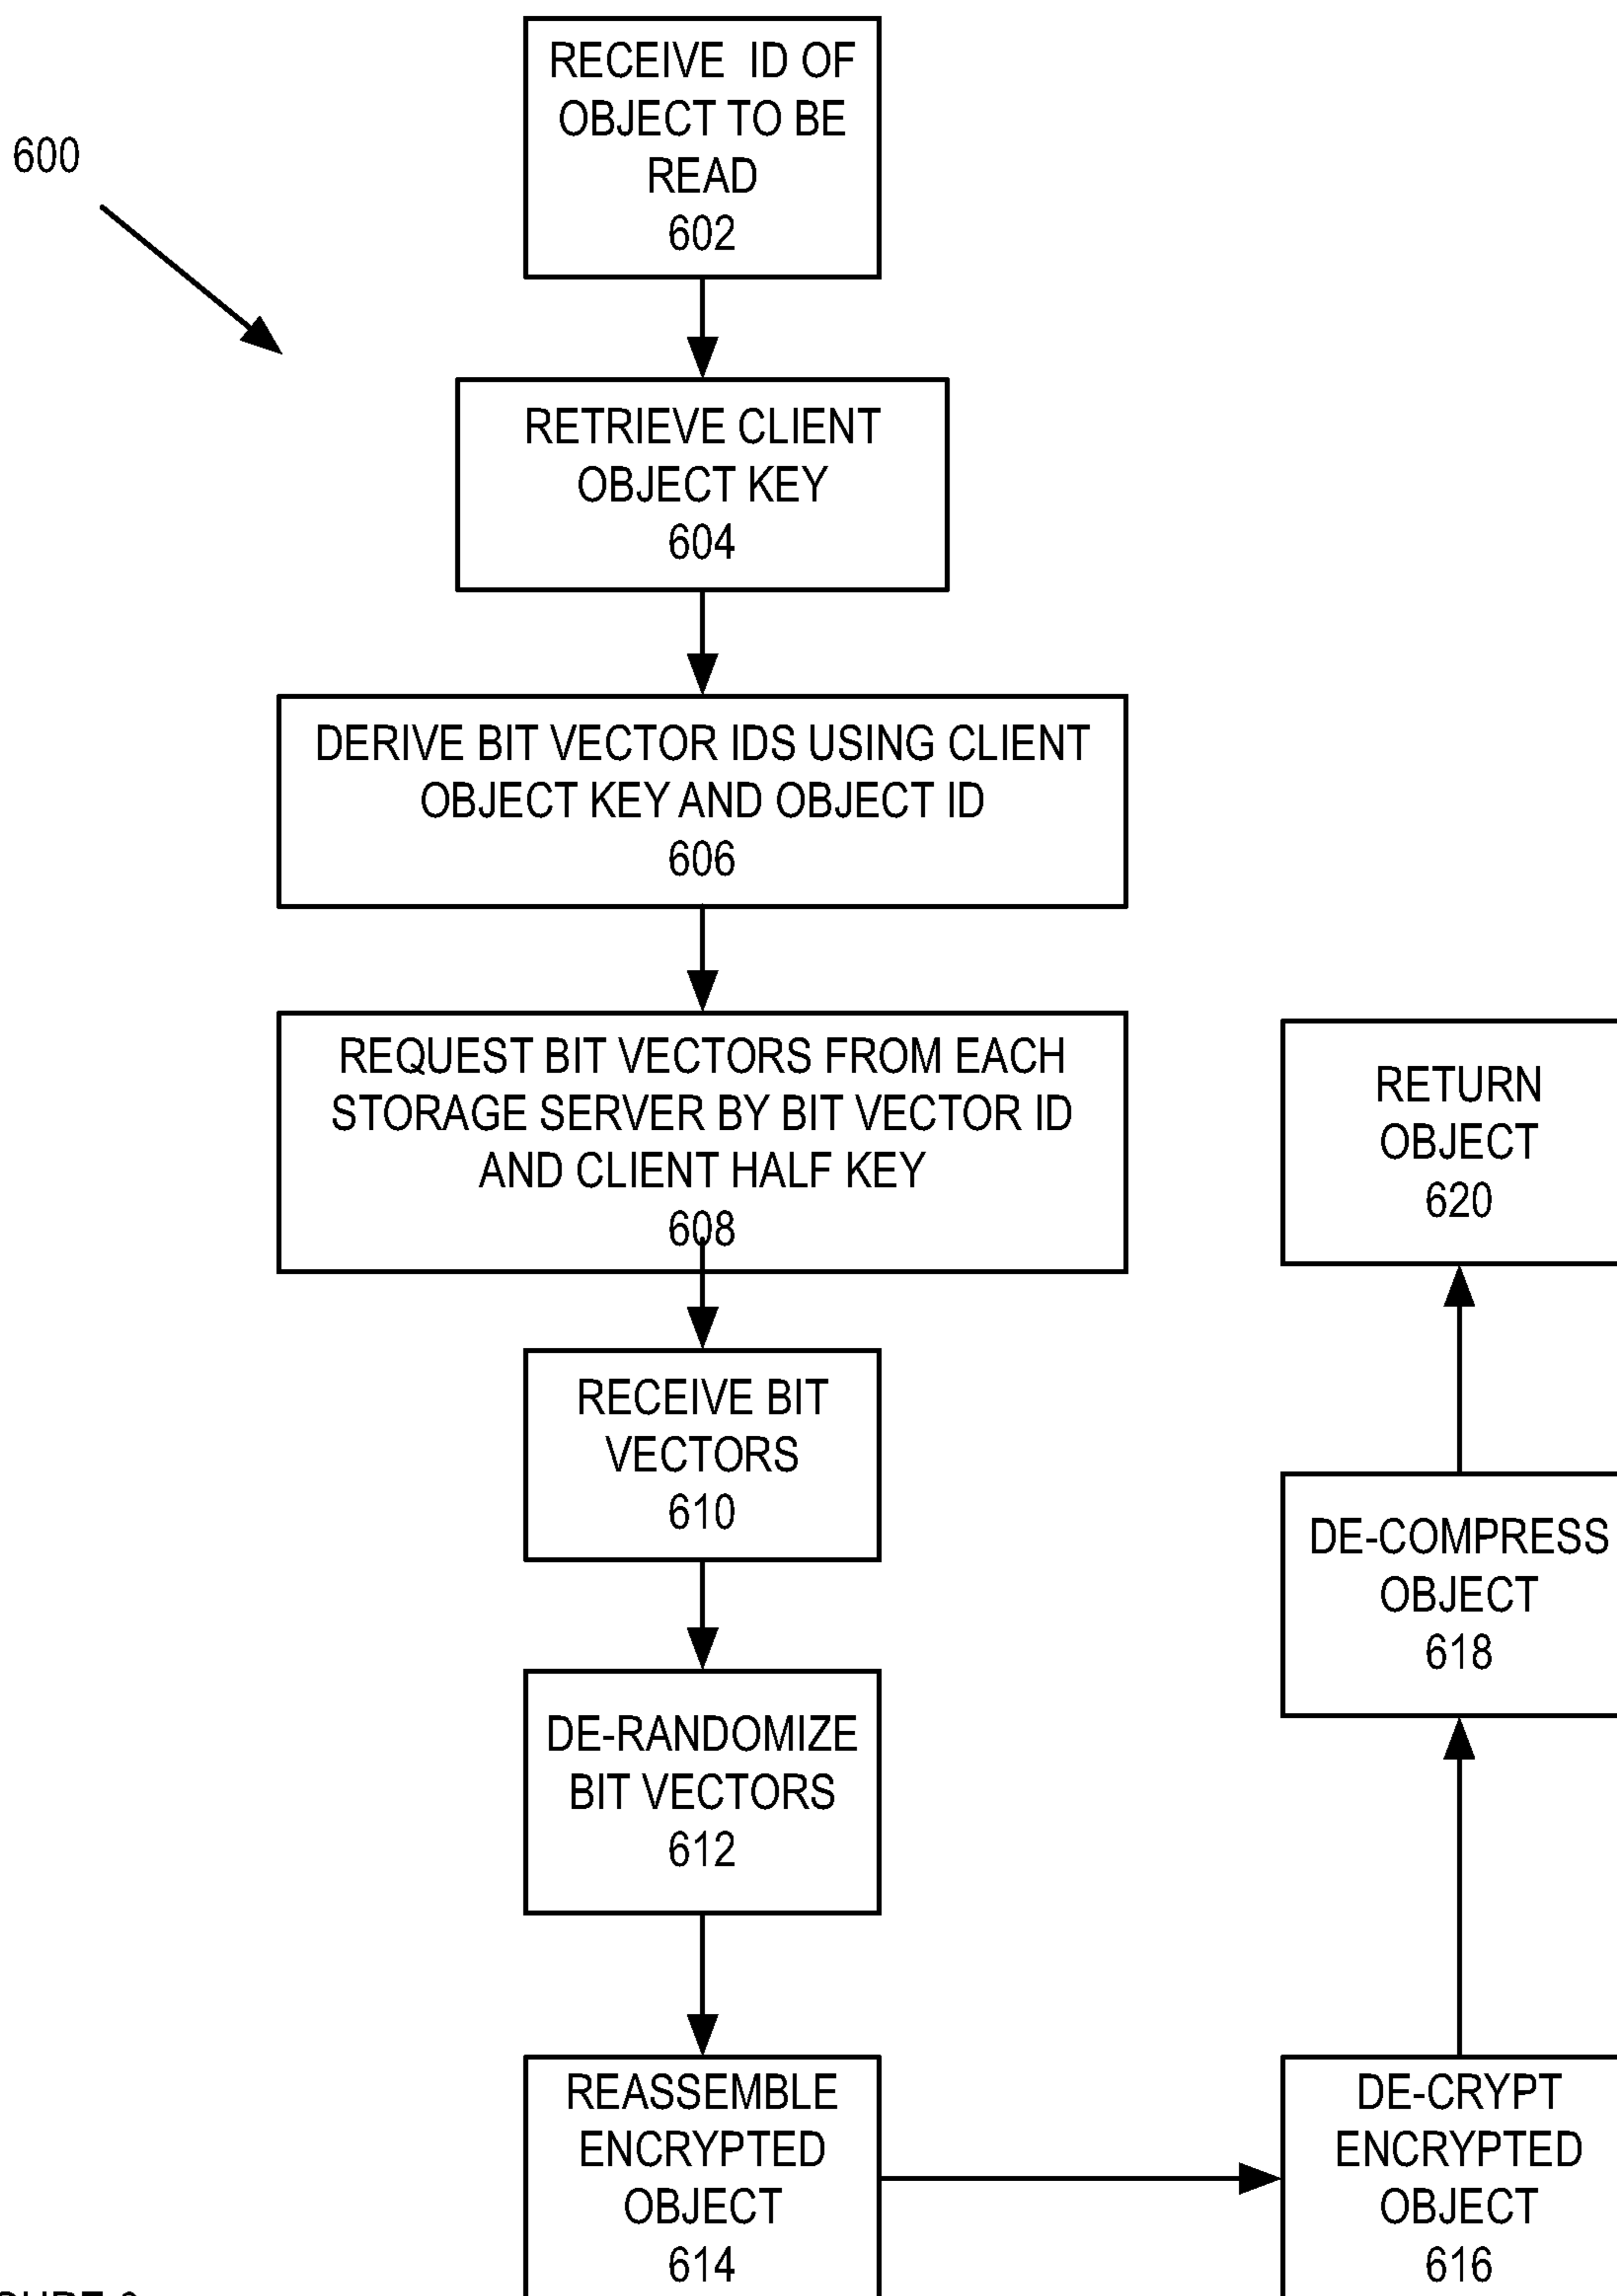 600
RECEIVE ID OF
OBJECT TO BE
READ
602
RETRIEVE CLIENT
OBJECT KEY
604
DERIVE BIT VECTOR IDS USING CLIENT
OBJECT KEY AND OBJECT ID
606
REQUEST BIT VECTORS FROM EACH
STORAGE SERVER BY BIT VECTOR ID
AND CLIENT HALF KEY
608
RECEIVE BIT
VECTORS
610
DE-RANDOMIZE
BIT VECTORS
612
REASSEMBLE
ENCRYPTED
OBJECT
614
DE-CRYPT
ENCRYPTED
OBJECT
616
DE-COMPRESS
OBJECT
618
RETURN
OBJECT
620